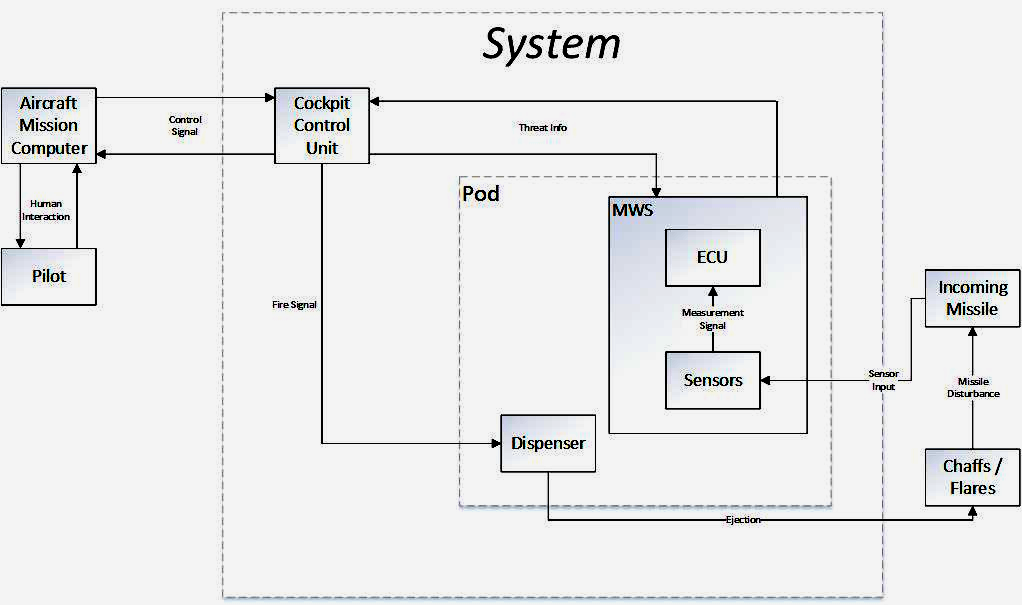 System
Aircraft
Mission
Computer
Control
Signal
Cockpit
Control
Unit
Threat Info
Human
Interaction
Pilot
Pod
MWS
ECU
Measurement
Signal
Sensors
Fire Signal
Dispenser
Incoming
Missile
Sensor
Input
Missile
Disturbance
Chaffs /
Flares
Ejection